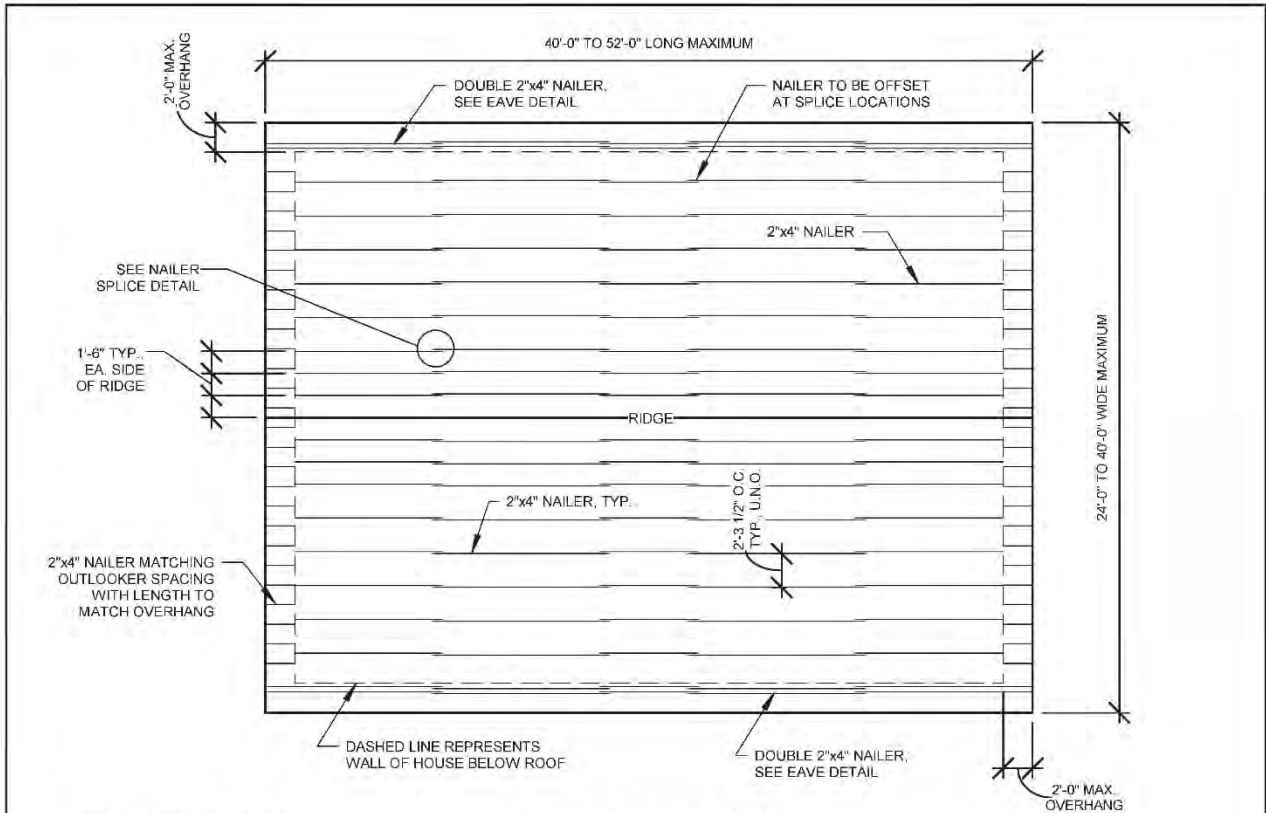 40'-0" TO 52'-0" LONG MAXIMUM
2'-0" MAX.
OVERHANG
DOUBLE 2"x4" NAILER,
SEE EAVE DETAIL
NAILER TO BE OFFSET
AT SPLICE LOCATIONS
2"x4" NAILER
SEE NAILER
SPLICE DETAIL
1'-6" TYP.,
EA. SIDE
OF RIDGE
RIDGE
24'-0" TO 40'-0" WIDE MAXIMUM
2"x4" NAILER, TYP.
2'-3 1/2" O.C.
TYP., U.N.O.
2"x4" NAILER MATCHING
OUTLOOKER SPACING
WITH LENGTH TO
MATCH OVERHANG
DASHED LINE REPRESENTS
WALL OF HOUSE BELOW ROOF
DOUBLE 2"x4" NAILER,
SEE EAVE DETAIL
2'-0" MAX.
OVERHANG